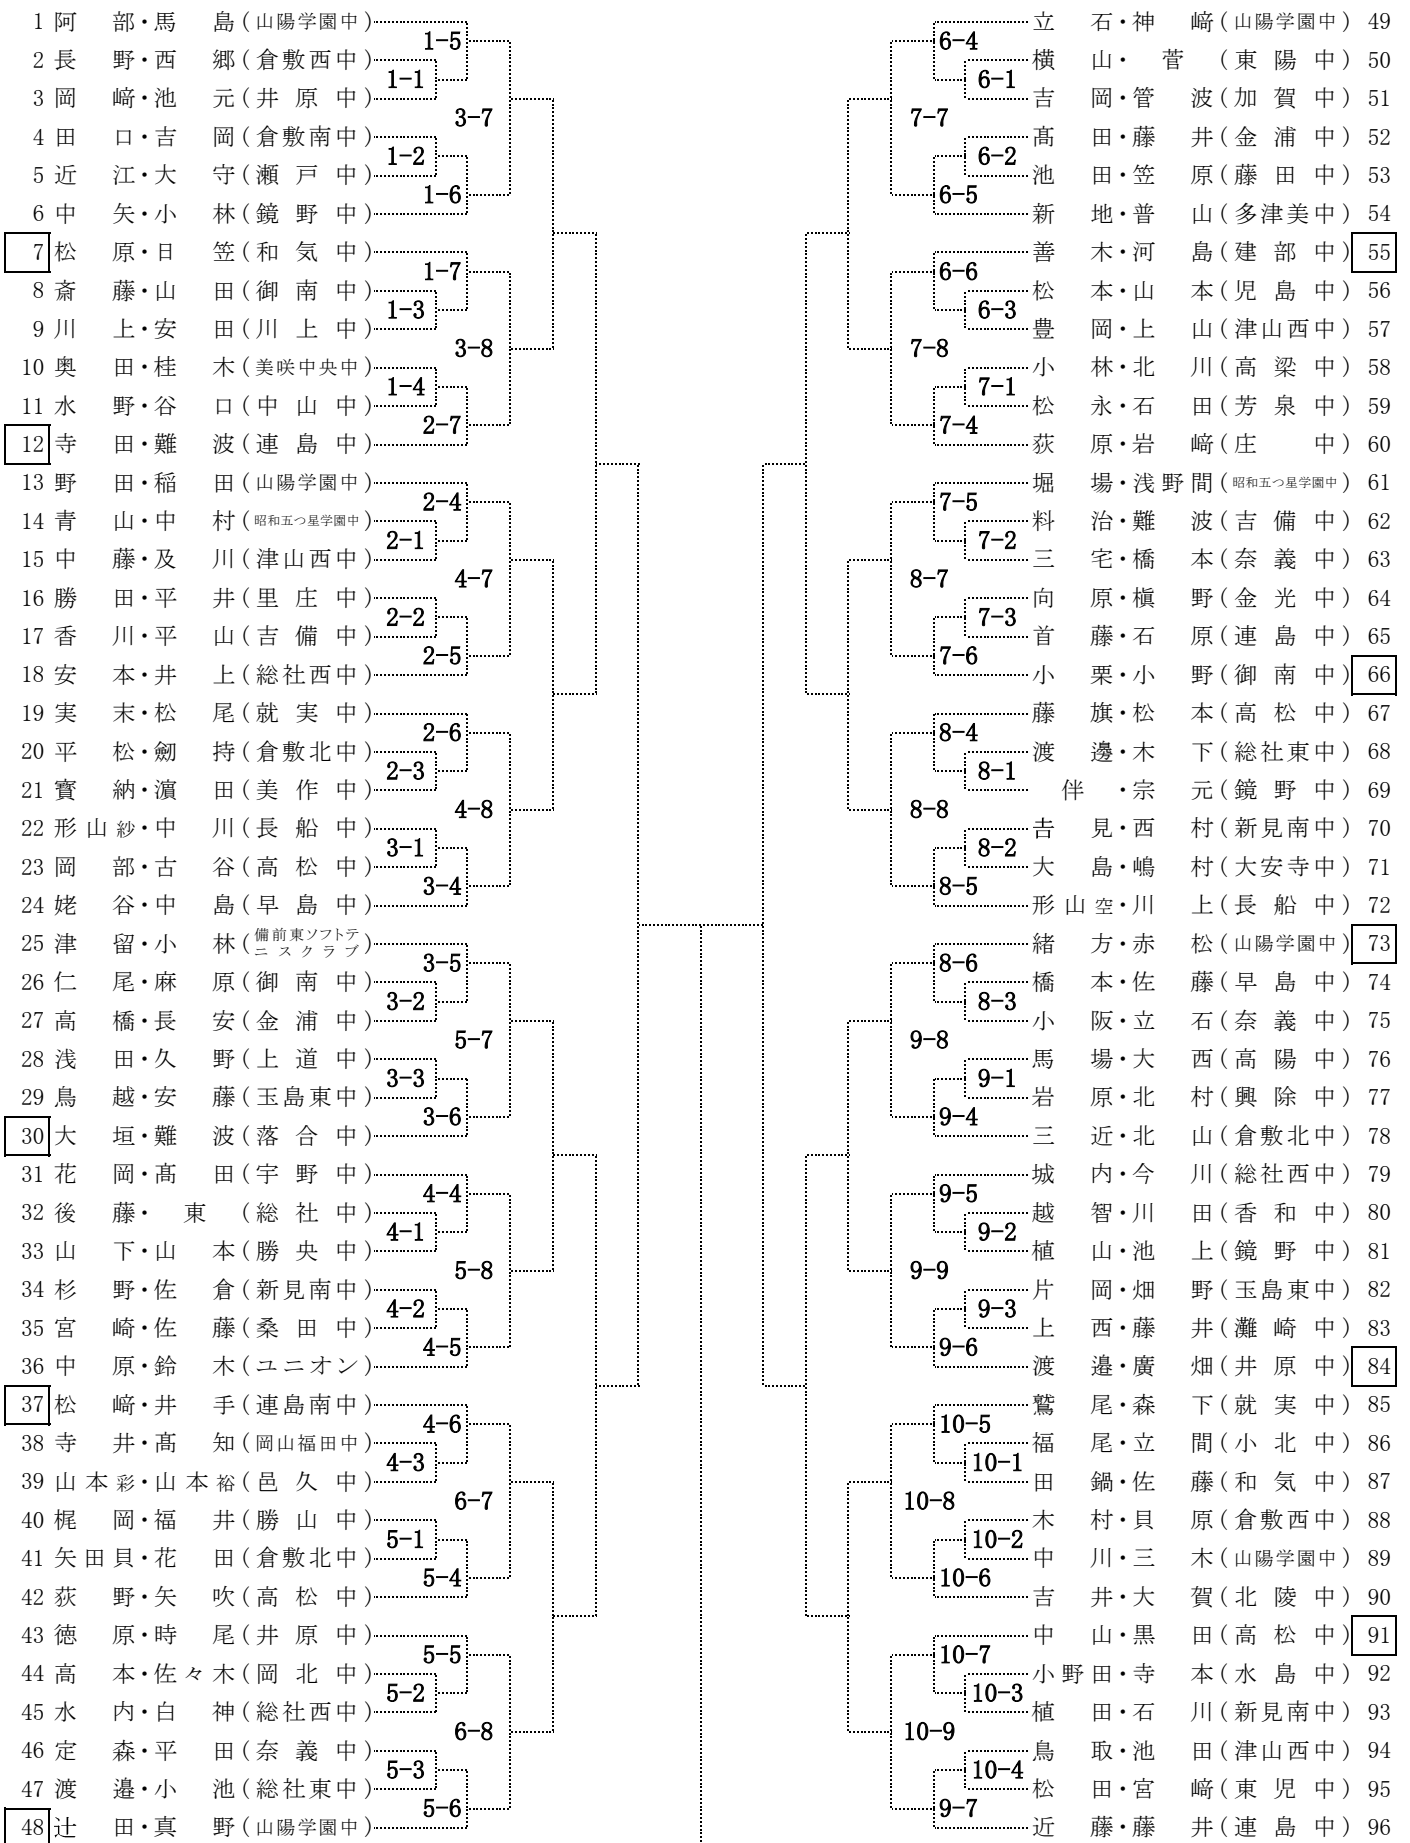 1 阿部・馬島(山陽学園中)
1-5
2 長野・西郷(倉敷西中)
1-1
3 岡﨑・池元(井原中)
3-7
4 田口・吉岡(倉敷南中)
1-2
5 近江・大守(瀬戸中)
1-6
6 中矢・小林(鏡野中)
7 松原・日笠(和気中)
1-7
8 斎藤・山田(御南中)
1-3
9 川上・安田(川上中)
3-8
10 奥田・桂木(美咲中央中)
1-4
11 水野・谷口(中山中)
2-7
12 寺田・難波(連島中)
13 野田・稲田(山陽学園中)
2-4
14 青山・中村(昭和五つ星学園中)
2-1
15 中藤・及川(津山西中)
4-7
16 勝田・平井(里庄中)
2-2
17 香川・平山(吉備中)
2-5
18 安本・井上(総社西中)
19 実末・松尾(就実中)
2-6
20 平松・劒持(倉敷北中)
2-3
21 寳納・濵田(美作中)
4-8
22 形山紗・中川(長船中)
3-1
23 岡部・古谷(高松中)
3-4
24 姥谷・中島(早島中)
25 津留・小林(備前東ソフトテニスクラブ)
3-5
26 仁尾・麻原(御南中)
3-2
27 高橋・長安(金浦中)
5-7
28 浅田・久野(上道中)
3-3
29 鳥越・安藤(玉島東中)
3-6
30 大垣・難波(落合中)
31 花岡・髙田(宇野中)
4-4
32 後藤・東(総社中)
4-1
33 山下・山本(勝央中)
5-8
34 杉野・佐倉(新見南中)
4-2
35 宮崎・佐藤(桑田中)
4-5
36 中原・鈴木(ユニオン)
37 松﨑・井手(連島南中)
4-6
38 寺井・髙知(岡山福田中)
4-3
39 山本彩・山本裕(邑久中)
6-7
40 梶岡・福井(勝山中)
5-1
41 矢田貝・花田(倉敷北中)
5-4
42 荻野・矢吹(高松中)
43 徳原・時尾(井原中)
5-5
44 高本・佐々木(岡北中)
5-2
45 水内・白神(総社西中)
6-8
46 定森・平田(奈義中)
5-3
47 渡邉・小池(総社東中)
5-6
48 辻田・真野(山陽学園中)
立石・神﨑(山陽学園中) 49
6-4
横山・菅(東陽中) 50
6-1
吉岡・管波(加賀中) 51
7-7
髙田・藤井(金浦中) 52
6-2
池田・笠原(藤田中) 53
6-5
新地・普山(多津美中) 54
善木・河島(建部中) 55
6-6
松本・山本(児島中) 56
6-3
豊岡・上山(津山西中) 57
7-8
小林・北川(高梁中) 58
7-1
松永・石田(芳泉中) 59
7-4
荻原・岩﨑(庄中) 60
堀場・浅野間(昭和五つ星学園中) 61
7-5
料治・難波(吉備中) 62
7-2
三宅・橋本(奈義中) 63
8-7
向原・槇野(金光中) 64
7-3
首藤・石原(連島中) 65
7-6
小栗・小野(御南中) 66
藤旗・松本(高松中) 67
8-4
渡邊・木下(総社東中) 68
8-1
伴・宗元(鏡野中) 69
8-8
𠮷見・西村(新見南中) 70
8-2
大島・嶋村(大安寺中) 71
8-5
形山空・川上(長船中) 72
緒方・赤松(山陽学園中) 73
8-6
橋本・佐藤(早島中) 74
8-3
小阪・立石(奈義中) 75
9-8
馬場・大西(高陽中) 76
9-1
岩原・北村(興除中) 77
9-4
三近・北山(倉敷北中) 78
城内・今川(総社西中) 79
9-5
越智・川田(香和中) 80
9-2
植山・池上(鏡野中) 81
9-9
片岡・畑野(玉島東中) 82
9-3
上西・藤井(灘崎中) 83
9-6
渡邉・廣畑(井原中) 84
鷲尾・森下(就実中) 85
10-5
福尾・立間(小北中) 86
10-1
田鍋・佐藤(和気中) 87
10-8
木村・貝原(倉敷西中) 88
10-2
中川・三木(山陽学園中) 89
10-6
吉井・大賀(北陵中) 90
中山・黒田(高松中) 91
10-7
小野田・寺本(水島中) 92
10-3
植田・石川(新見南中) 93
10-9
鳥取・池田(津山西中) 94
10-4
松田・宮﨑(東児中) 95
9-7
近藤・藤井(連島中) 96